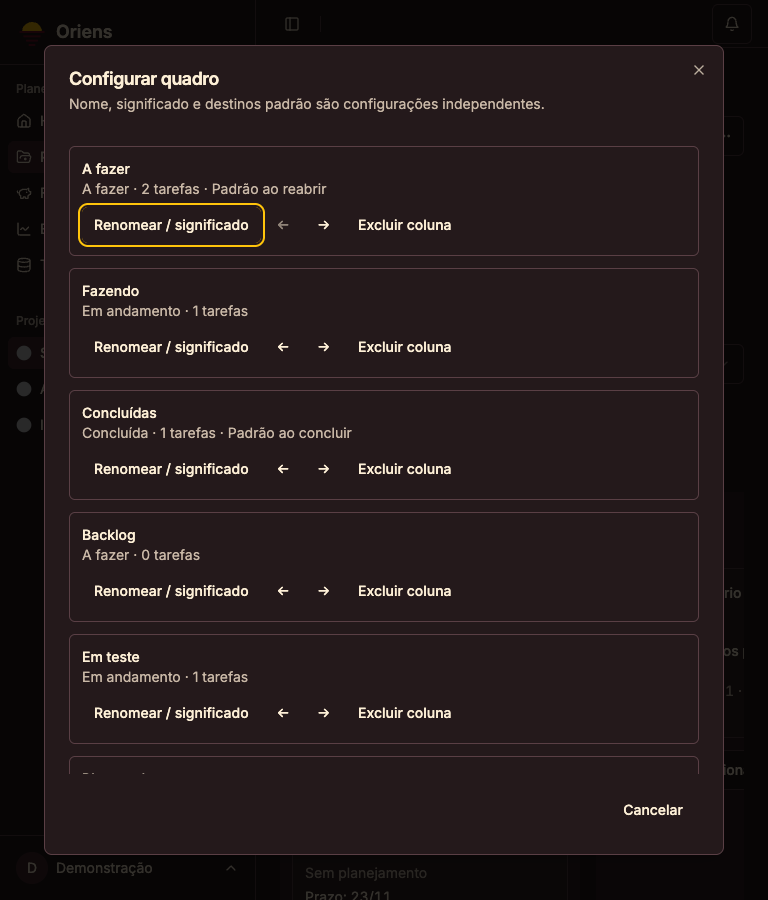 Oriens
Configurar quadro
Nome, significado e destinos padrão são configurações independentes.
A fazer
A fazer · 2 tarefas · Padrão ao reabrir
Renomear / significado ← → Excluir coluna
Fazendo
Em andamento · 1 tarefas
Renomear / significado ← → Excluir coluna
Concluídas
Concluída · 1 tarefas · Padrão ao concluir
Renomear / significado ← → Excluir coluna
Backlog
A fazer · 0 tarefas
Renomear / significado ← → Excluir coluna
Em teste
Em andamento · 1 tarefas
Renomear / significado ← → Excluir coluna
Cancelar
D Demonstração
Sem planejamento
Prazo: 23/11